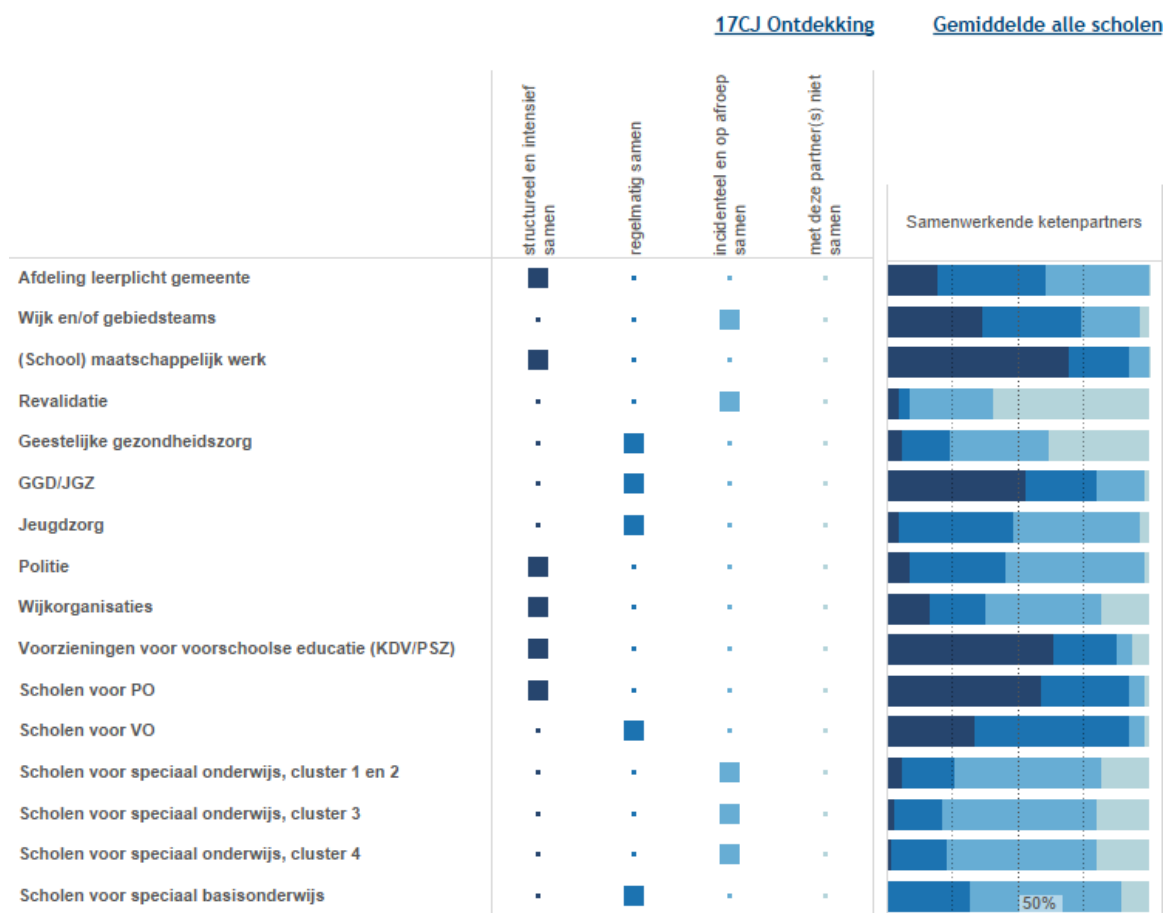 17CJ Ontdekking
Gemiddelde alle scholen
structureel en intensief
samen
regelmatig samen
incidenteel en op afroep
samen
met deze partner(s) niet
samen
Samenwerkende ketenpartners
Afdeling leerplicht gemeente
Wijk en/of gebiedsteams
(School) maatschappelijk werk
Revalidatie
Geestelijke gezondheidszorg
GGD/JGZ
Jeugdzorg
Politie
Wijkorganisaties
Voorzieningen voor voorschoolse educatie (KDV/PSZ)
Scholen voor PO
Scholen voor VO
Scholen voor speciaal onderwijs, cluster 1 en 2
Scholen voor speciaal onderwijs, cluster 3
Scholen voor speciaal onderwijs, cluster 4
Scholen voor speciaal basisonderwijs
50%